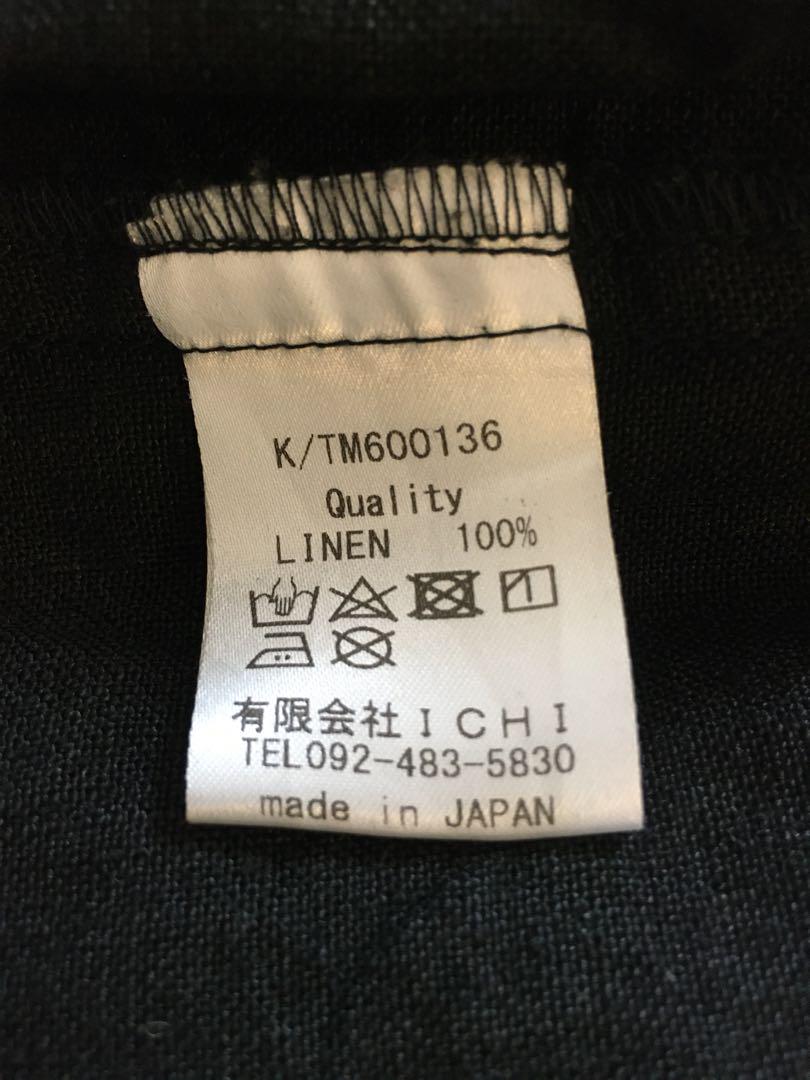 K/TM600136
Quality
LINEN 100%
有限会社ＩＣＨＩ
TEL092-483-5830
made in JAPAN